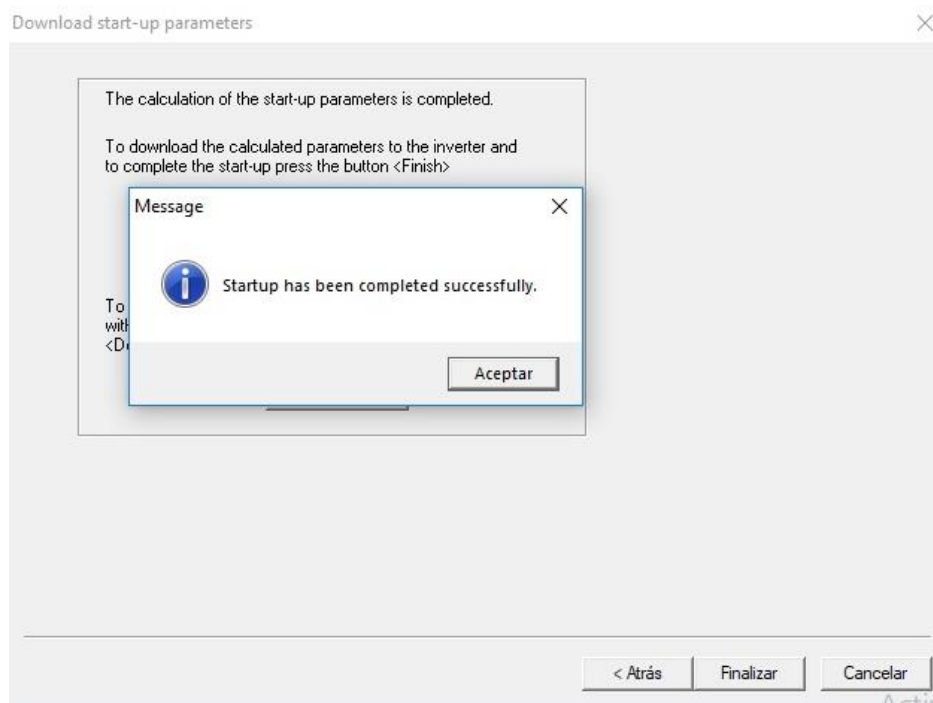 Download start-up parameters
The calculation of the start-up parameters is completed.
To download the calculated parameters to the inverter and
to complete the start-up press the button <Finish>
Message
Startup has been completed successfully.
To
Aceptar
< Atrás
Finalizar
Cancelar